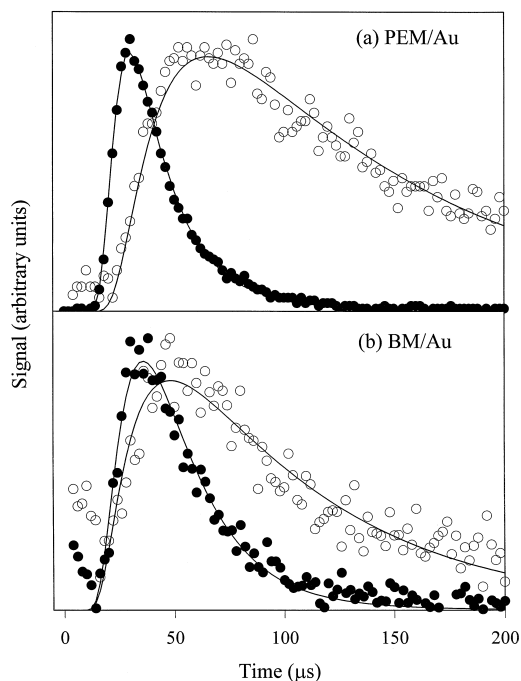 (a) PEM/Au
Signal (arbitrary units)
(b) BM/Au
0 50 100 150 200
Time (μs)